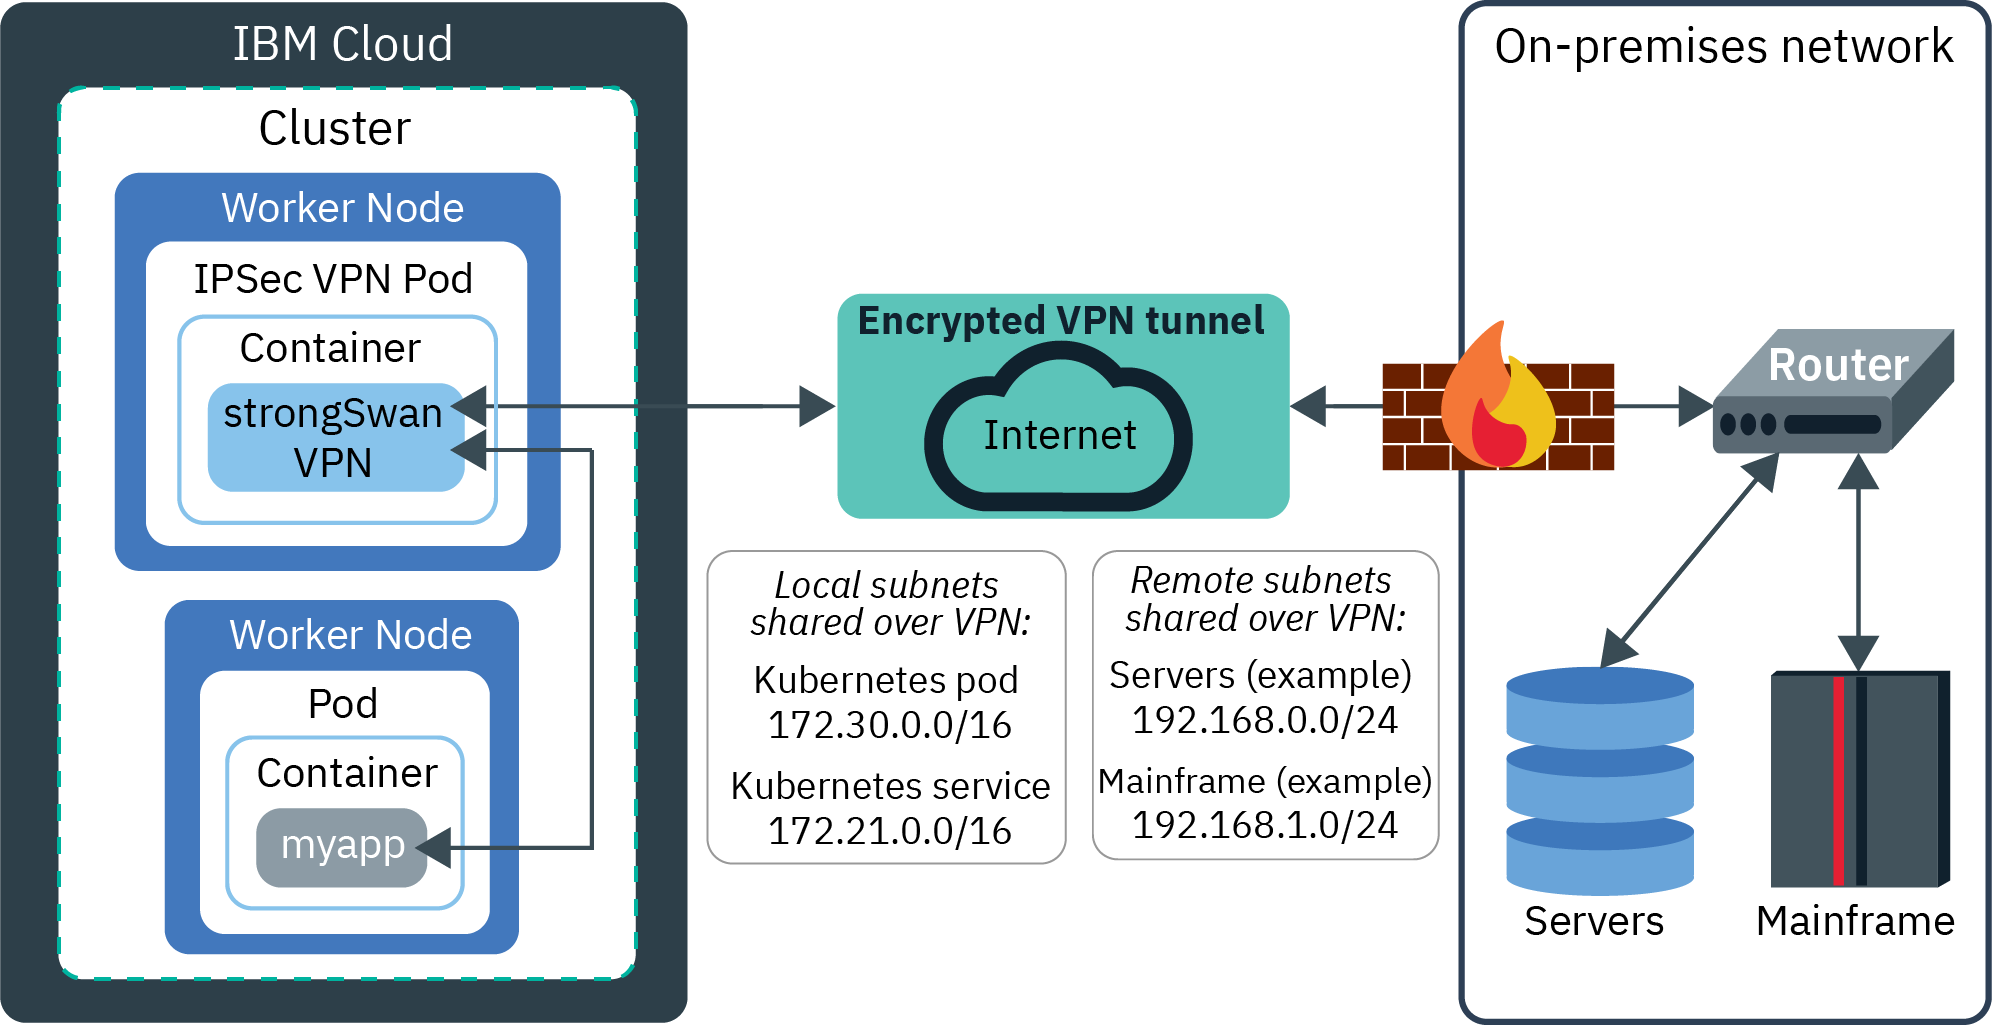 IBM Cloud
Cluster
Worker Node
IPSec VPN Pod
Container
strongSwan
VPN
Worker Node
Pod
Container
myapp
Encrypted VPN tunnel
Internet
Local subnets
shared over VPN:
Kubernetes pod
172.30.0.0/16
Kubernetes service
172.21.0.0/16
Remote subnets
shared over VPN:
Servers (example)
192.168.0.0/24
Mainframe (example)
192.168.1.0/24
On-premises network
Router
Servers
Mainframe